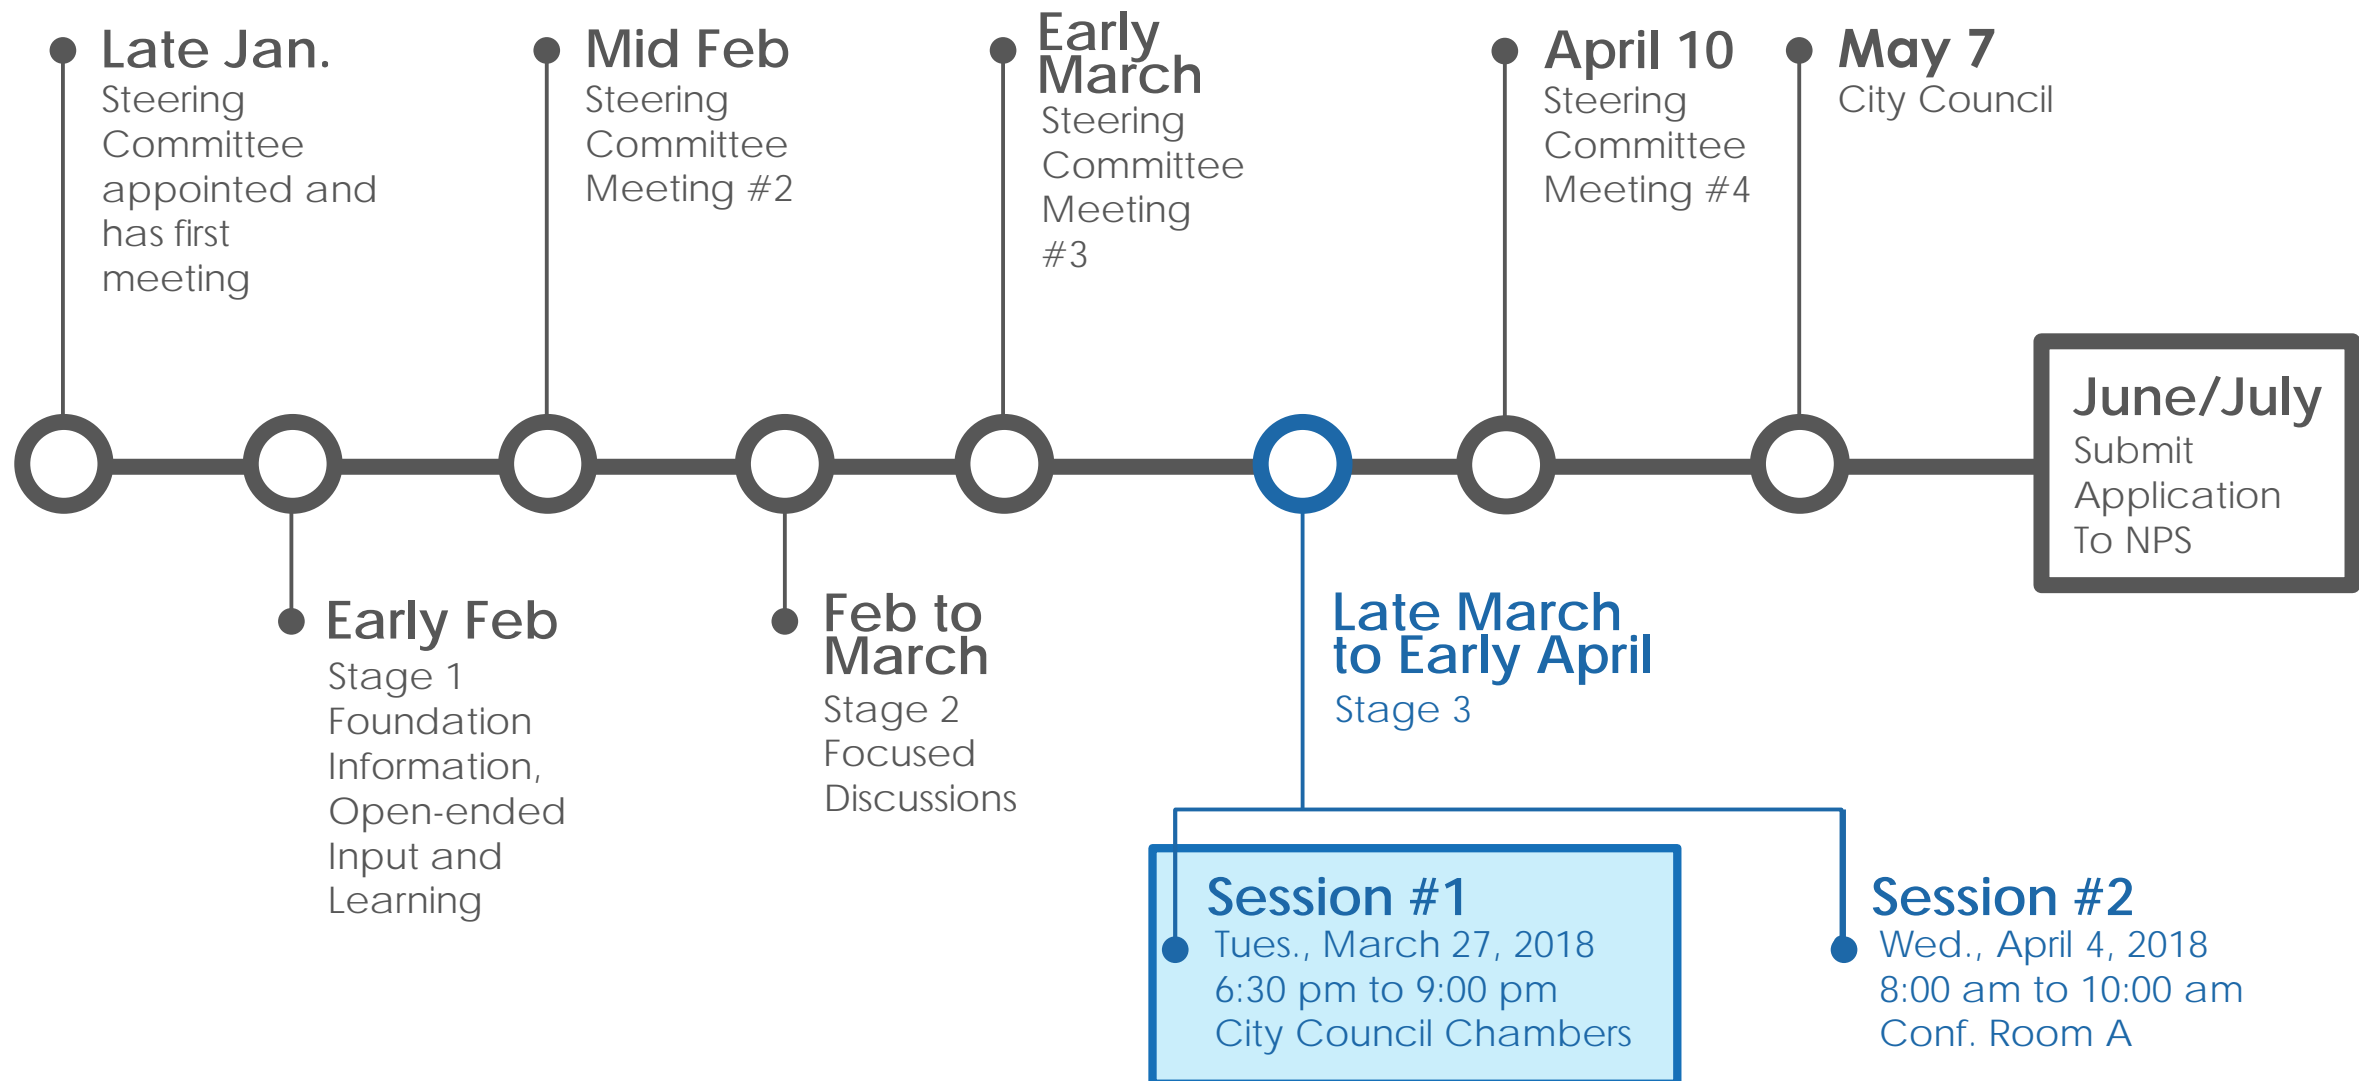 Late Jan.
Steering
Committee
appointed and
has first
meeting
Mid Feb
Steering
Committee
Meeting #2
Early
March
Steering
Committee
Meeting
#3
April 10
Steering
Committee
Meeting #4
May 7
City Council
June/July
Submit
Application
To NPS
Early Feb
Stage 1
Foundation
Information,
Open-ended
Input and
Learning
Feb to
March
Stage 2
Focused
Discussions
Late March
to Early April
Stage 3
Session #1
Tues., March 27, 2018
6:30 pm to 9:00 pm
City Council Chambers
Session #2
Wed., April 4, 2018
8:00 am to 10:00 am
Conf. Room A